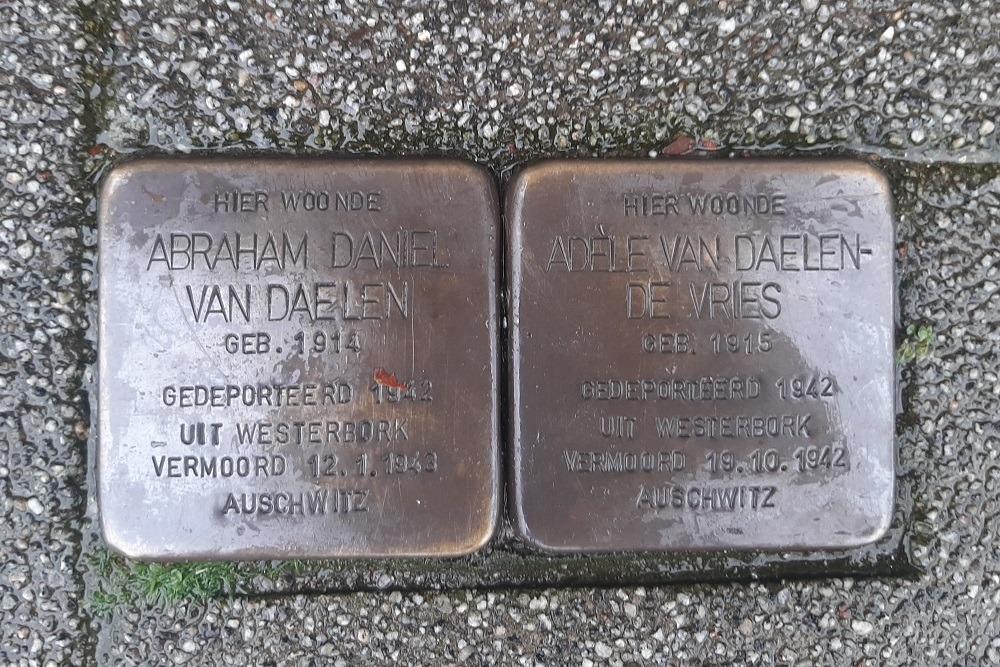 HIER WOONDE
ABRAHAM DANIEL
VAN DAELEN
GEB. 1914
GEDEPORTEERD 1942
UIT WESTERBORK
VERMOORD 12.1.1943
AUSCHWITZ
HIER WOONDE
ADÈLE VAN DAELEN-
DE VRIES
GEB. 1915
GEDEPORTEERD 1942
UIT WESTERBORK
VERMOORD 19.10.1942
AUSCHWITZ